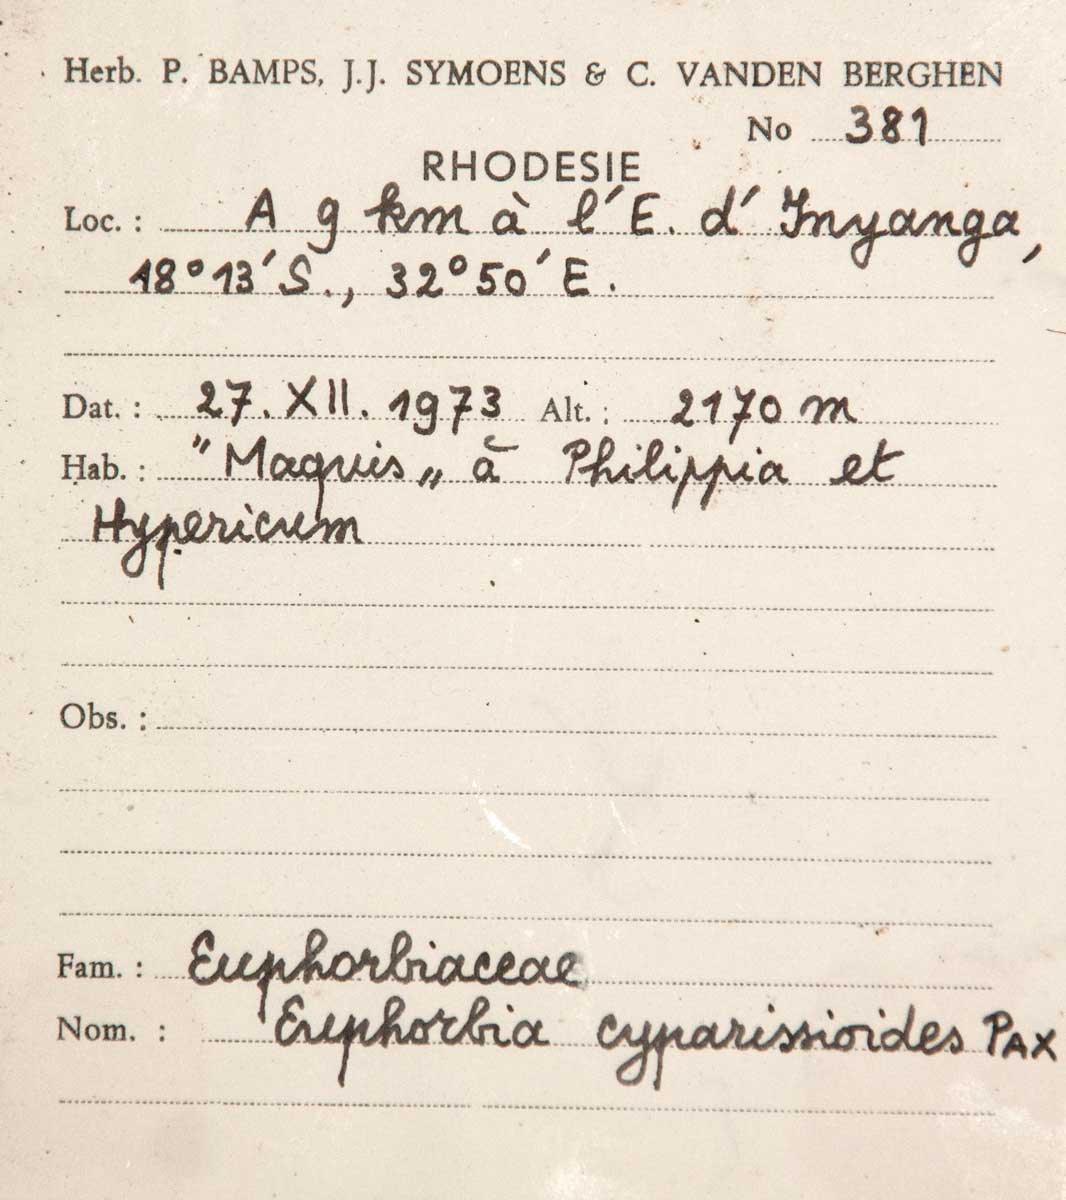 Herb. P. BAMPS, J.J. SYMOENS & C. VANDEN BERGHEN
No 381
RHODESIE
Loc. : A 9 km à l'E. d'Inyanga,
18°13'S., 32°50'E.
Dat. : 27.XII.1973 Alt. : 2170 m
Hab. : "Maquis„ à Philippia et
Hypericum
Obs. :
Fam. : Euphorbiaceae
Nom. : Euphorbia cyparissioides PAX